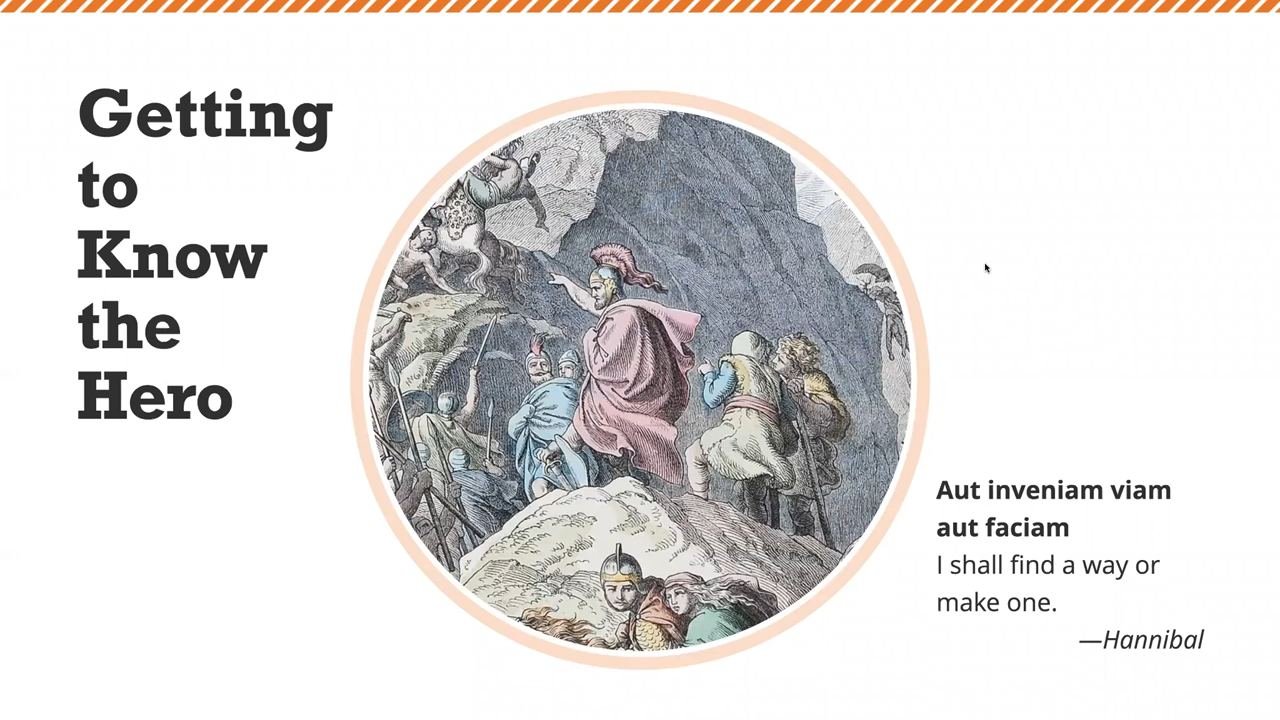 Getting
to
Know
the
Hero
Aut inveniam viam
aut faciam
I shall find a way or
make one.
—Hannibal